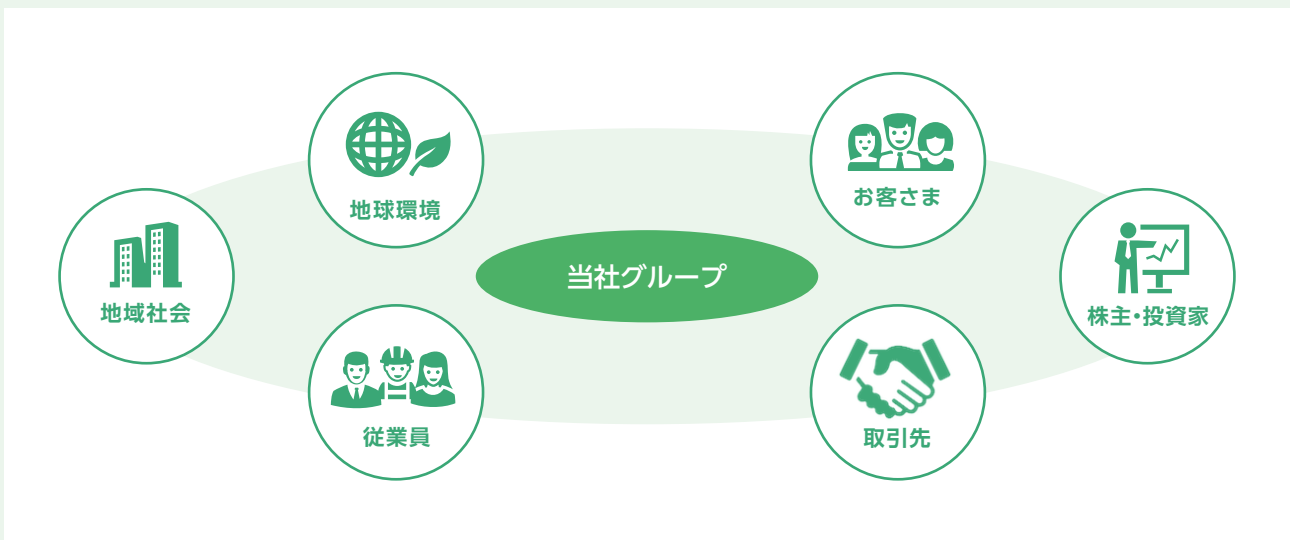 地球環境
お客さま
地域社会
当社グループ
株主・投資家
従業員
取引先